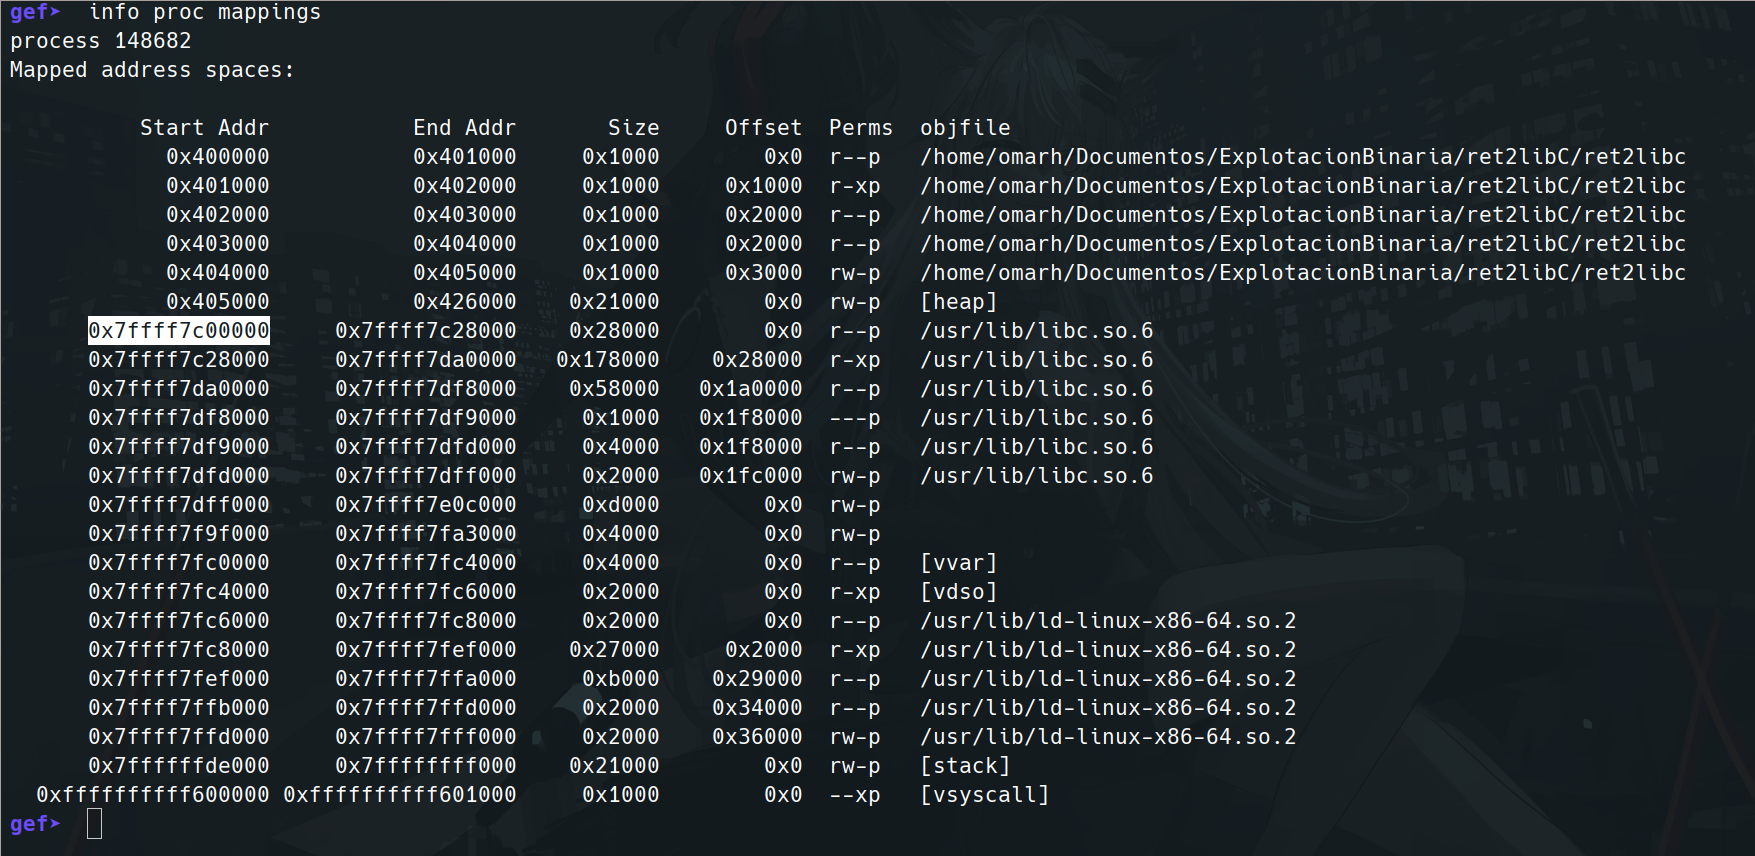 gef➤  info proc mappings
process 148682
Mapped address spaces:
Start Addr End Addr Size Offset Perms objfile
0x400000 0x401000 0x1000 0x0 r--p /home/omarh/Documentos/ExplotacionBinaria/ret2libC/ret2libc
0x401000 0x402000 0x1000 0x1000 r-xp /home/omarh/Documentos/ExplotacionBinaria/ret2libC/ret2libc
0x402000 0x403000 0x1000 0x2000 r--p /home/omarh/Documentos/ExplotacionBinaria/ret2libC/ret2libc
0x403000 0x404000 0x1000 0x2000 r--p /home/omarh/Documentos/ExplotacionBinaria/ret2libC/ret2libc
0x404000 0x405000 0x1000 0x3000 rw-p /home/omarh/Documentos/ExplotacionBinaria/ret2libC/ret2libc
0x405000 0x426000 0x21000 0x0 rw-p [heap]
0x7ffff7c00000 0x7ffff7c28000 0x28000 0x0 r--p /usr/lib/libc.so.6
0x7ffff7c28000 0x7ffff7da0000 0x178000 0x28000 r-xp /usr/lib/libc.so.6
0x7ffff7da0000 0x7ffff7df8000 0x58000 0x1a0000 r--p /usr/lib/libc.so.6
0x7ffff7df8000 0x7ffff7df9000 0x1000 0x1f8000 ---p /usr/lib/libc.so.6
0x7ffff7df9000 0x7ffff7dfd000 0x4000 0x1f8000 r--p /usr/lib/libc.so.6
0x7ffff7dfd000 0x7ffff7dff000 0x2000 0x1fc000 rw-p /usr/lib/libc.so.6
0x7ffff7dff000 0x7ffff7e0c000 0xd000 0x0 rw-p
0x7ffff7f9f000 0x7ffff7fa3000 0x4000 0x0 rw-p
0x7ffff7fc0000 0x7ffff7fc4000 0x4000 0x0 r--p [vvar]
0x7ffff7fc4000 0x7ffff7fc6000 0x2000 0x0 r-xp [vdso]
0x7ffff7fc6000 0x7ffff7fc8000 0x2000 0x0 r--p /usr/lib/ld-linux-x86-64.so.2
0x7ffff7fc8000 0x7ffff7fef000 0x27000 0x2000 r-xp /usr/lib/ld-linux-x86-64.so.2
0x7ffff7fef000 0x7ffff7ffa000 0xb000 0x29000 r--p /usr/lib/ld-linux-x86-64.so.2
0x7ffff7ffb000 0x7ffff7ffd000 0x2000 0x34000 r--p /usr/lib/ld-linux-x86-64.so.2
0x7ffff7ffd000 0x7ffff7fff000 0x2000 0x36000 rw-p /usr/lib/ld-linux-x86-64.so.2
0x7ffffffde000 0x7ffffffff000 0x21000 0x0 rw-p [stack]
0xffffffffff600000 0xffffffffff601000 0x1000 0x0 --xp [vsyscall]
gef➤